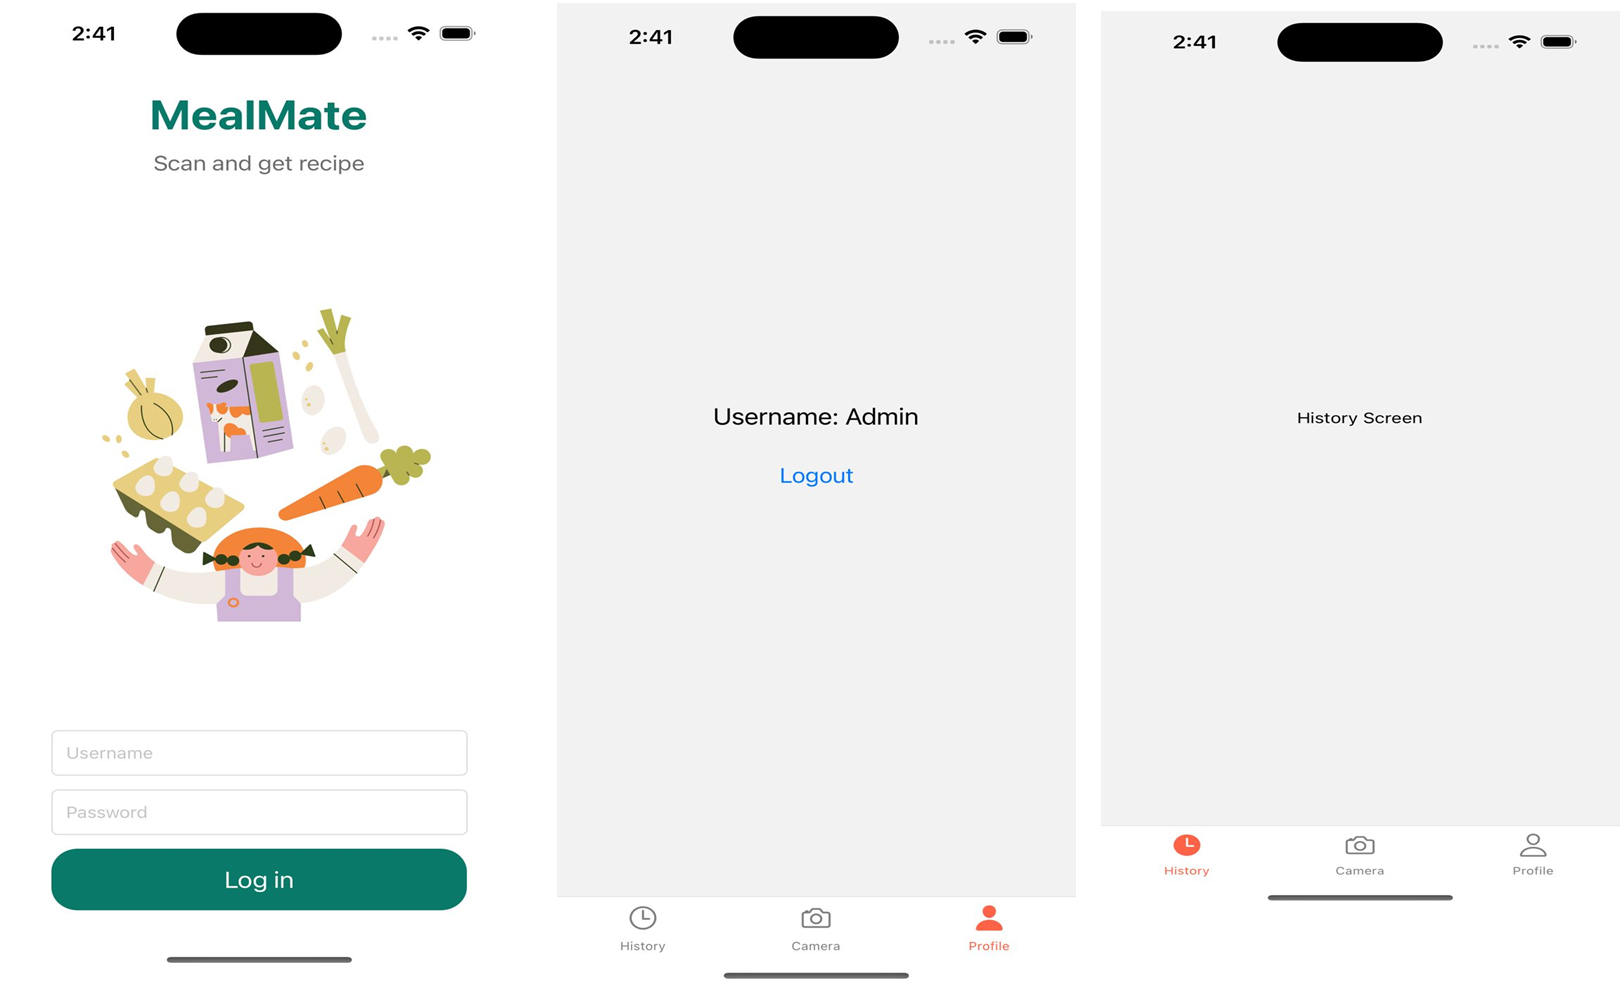 2:41
MealMate
Scan and get recipe
Username
Password
Log in
2:41
Username: Admin
Logout
History
Camera
Profile
2:41
History Screen
History
Camera
Profile